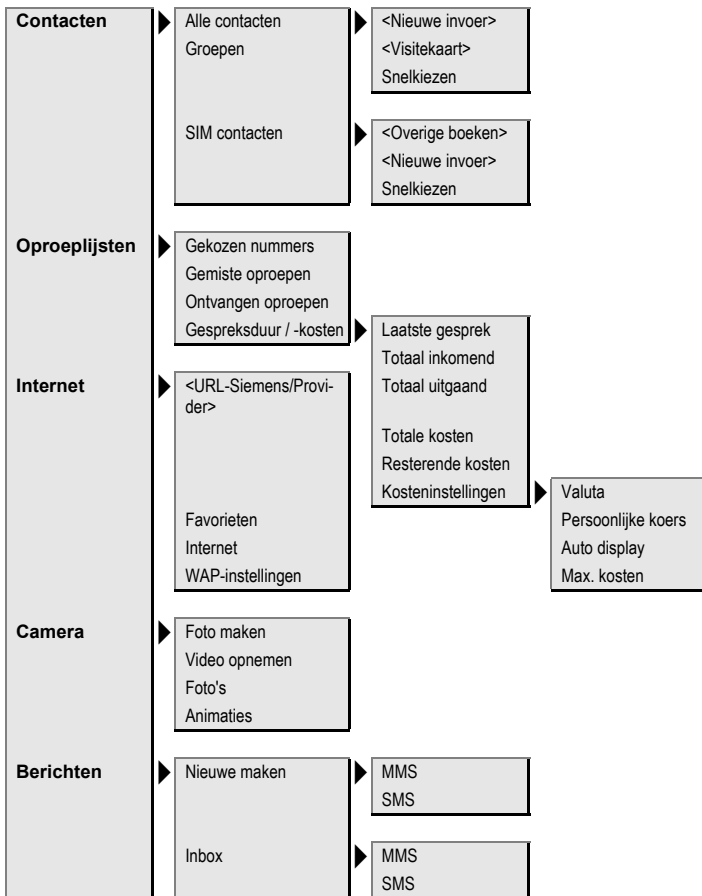 Contacten
Alle contacten
<Nieuwe invoer>
Groepen
<Visitekaart>
Snelkiezen
SIM contacten
<Overige boeken>
<Nieuwe invoer>
Snelkiezen
Oproeplijsten
Gekozen nummers
Gemiste oproepen
Ontvangen oproepen
Gespreksduur / -kosten
Laatste gesprek
Totaal inkomend
Totaal uitgaand
Totale kosten
Resterende kosten
Kosteninstellingen
Valuta
Persoonlijke koers
Auto display
Max. kosten
Internet
<URL-Siemens/Provi-
der>
Favorieten
Internet
WAP-instellingen
Camera
Foto maken
Video opnemen
Foto's
Animaties
Berichten
Nieuwe maken
MMS
SMS
Inbox
MMS
SMS